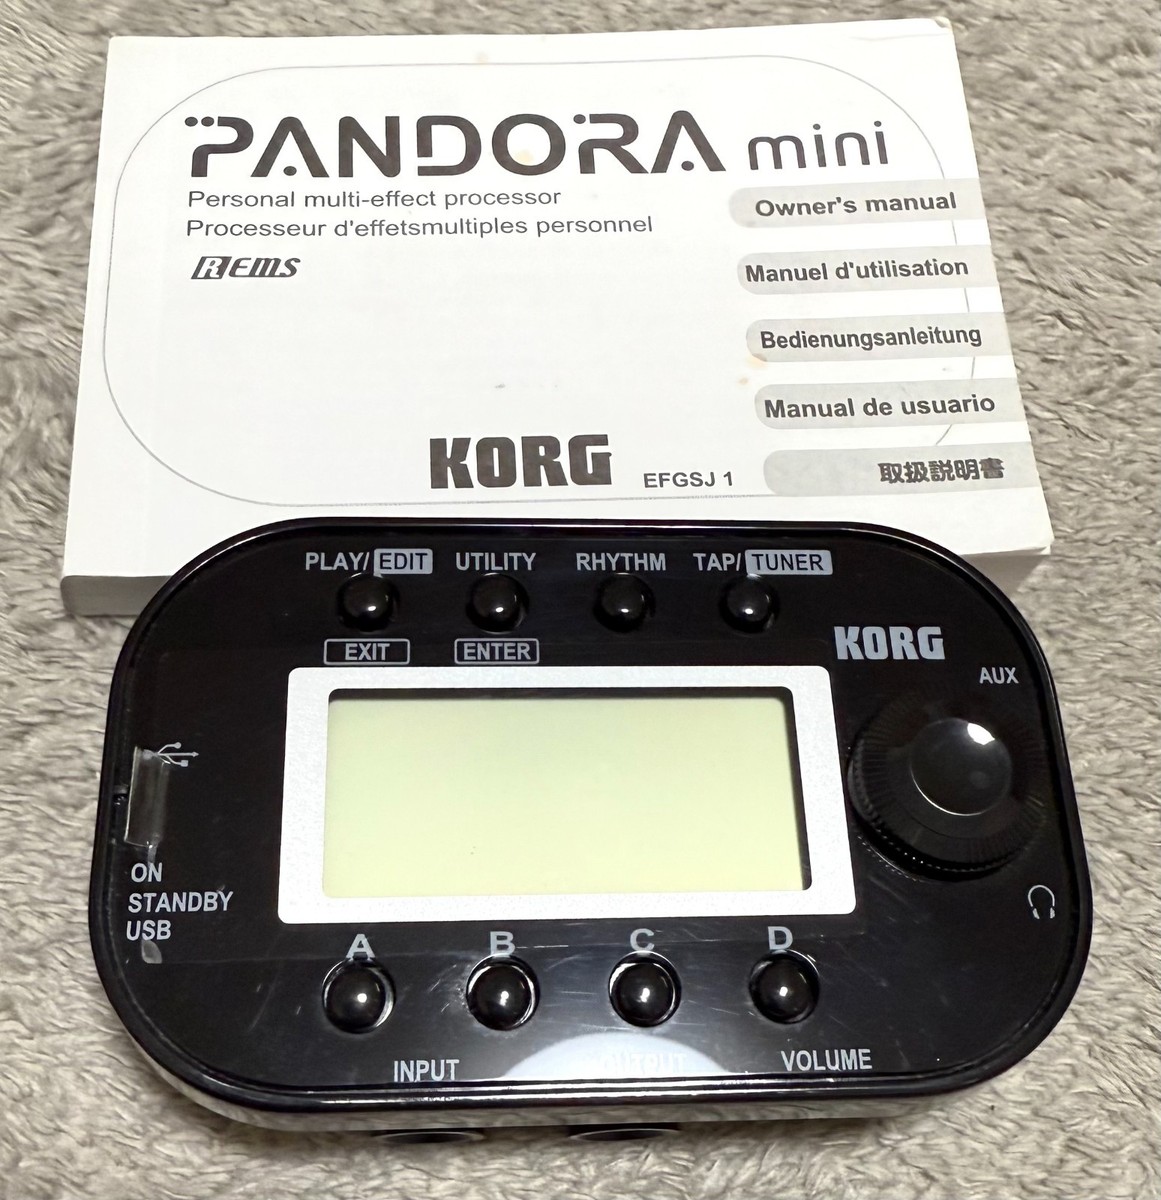 PANDORA mini
Personal multi-effect processor
Processeur d'effetsmultiples personnel
REMS
Owner's manual
Manuel d'utilisation
Bedienungsanleitung
Manual de usuario
取扱説明書
KORG EFGSJ 1
PLAY/ EDIT UTILITY RHYTHM TAP/ TUNER
EXIT ENTER
KORG
AUX
ON
STANDBY
USB
A B C D
INPUT OUTPUT VOLUME